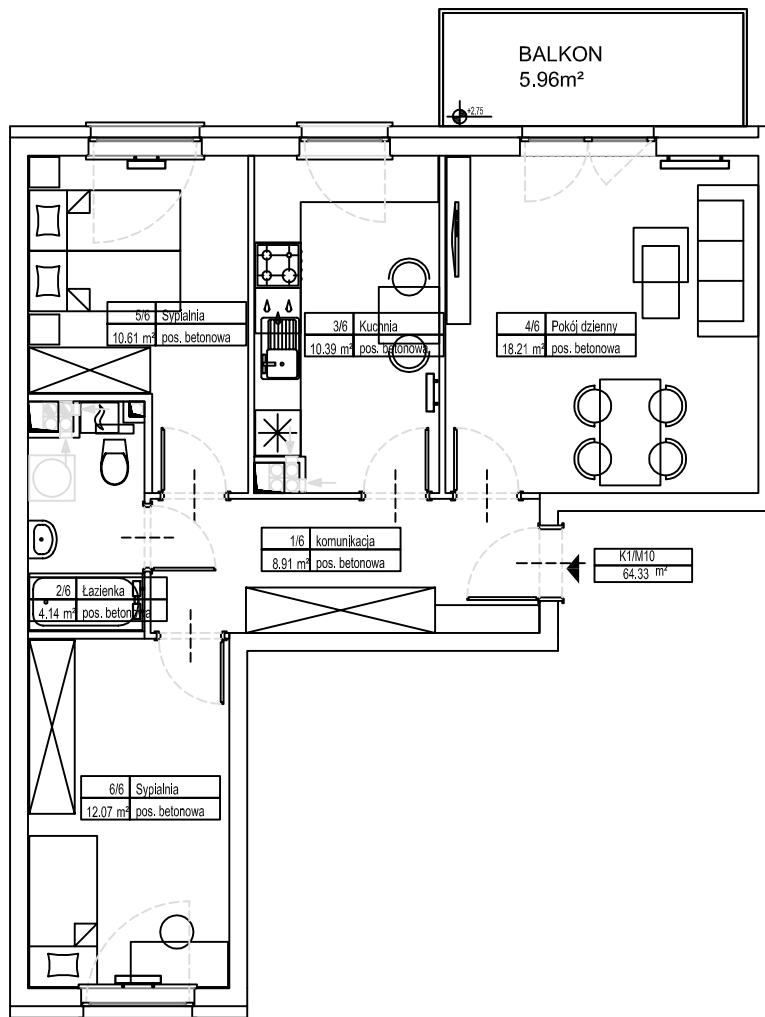 BALKON
5.96m²
+2.75
5/6 Sypialnia
10.61 m² pos. betonowa
3/6 Kuchnia
10.39 m² pos. betonowa
4/6 Pokój dzienny
18.21 m² pos. betonowa
1/6 komunikacja
8.91 m² pos. betonowa
K1/M10
64.33 m²
2/6 Łazienka
4.14 m² pos. betonowa
6/6 Sypialnia
12.07 m² pos. betonowa